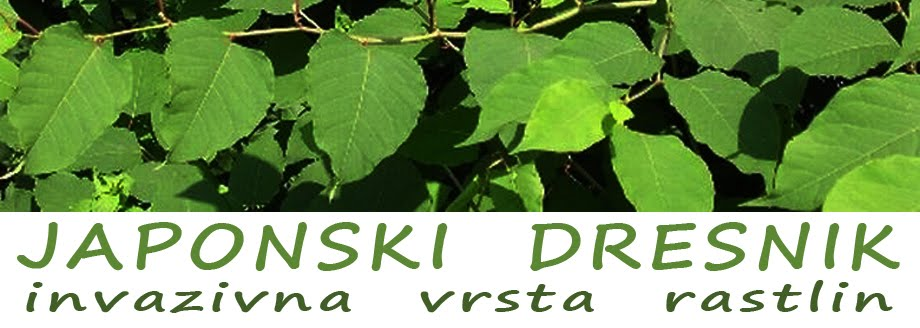 JAPONSKI DRESNIK
invazivna vrsta rastlin